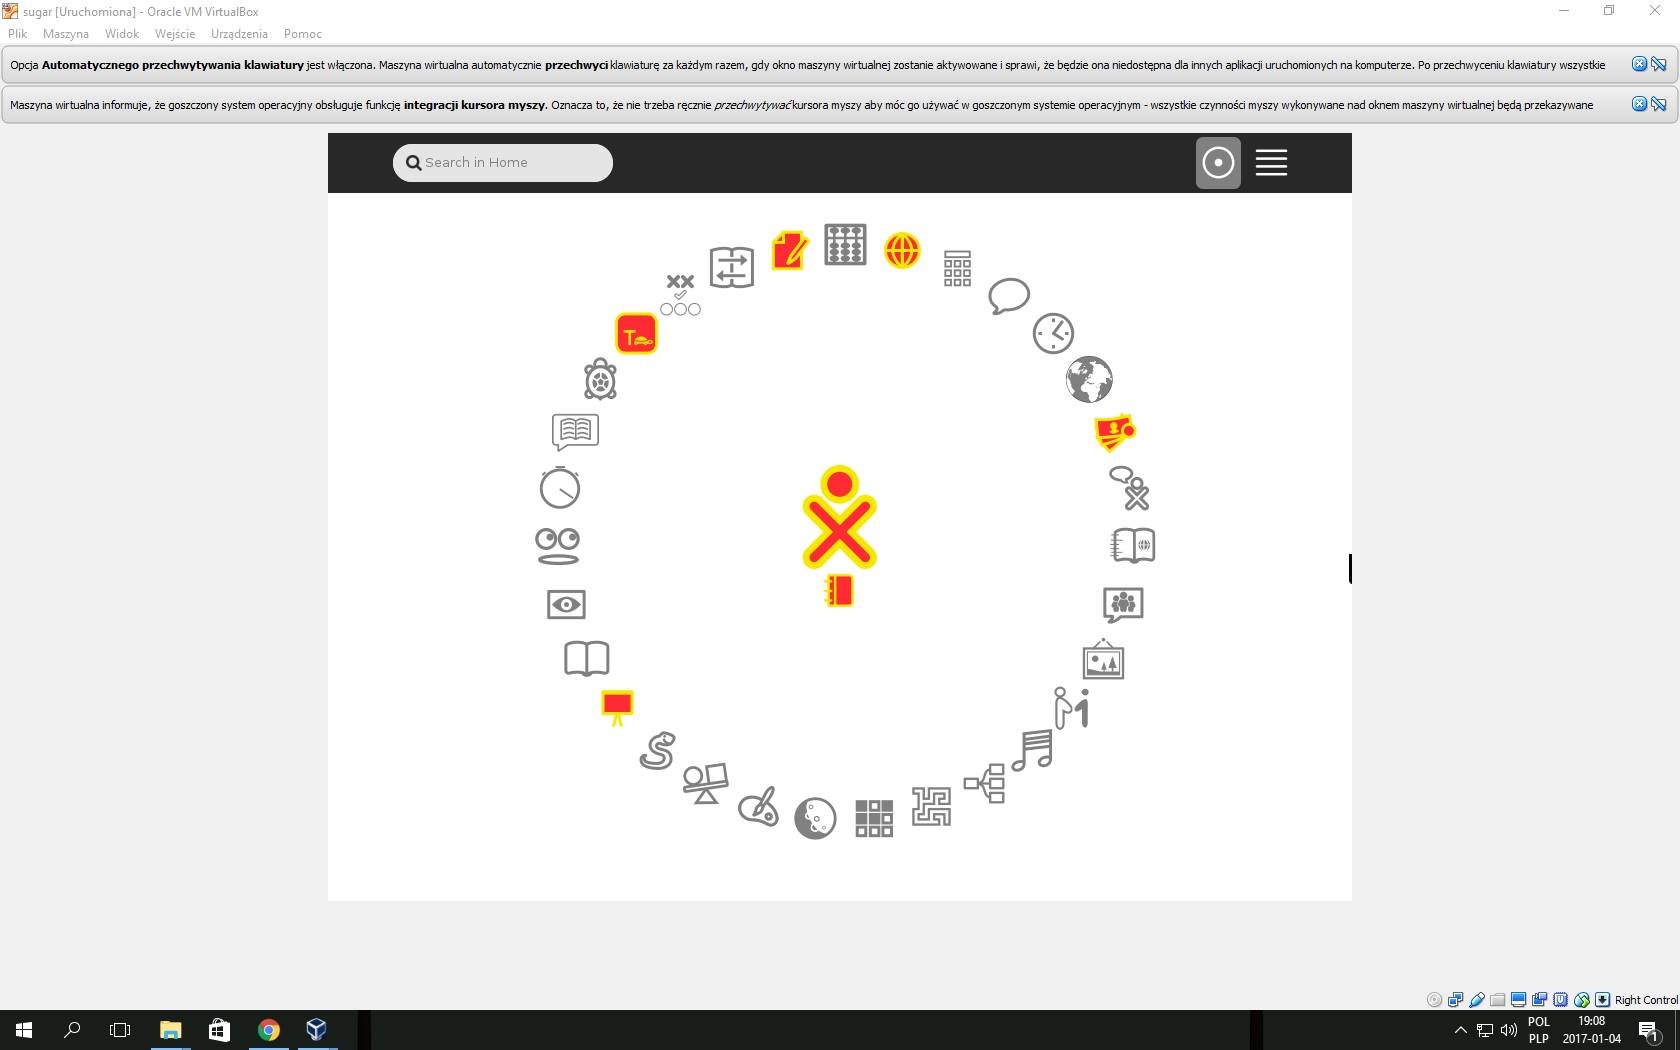 sugar [Uruchomiona] - Oracle VM VirtualBox
Plik Maszyna Widok Wejście Urządzenia Pomoc
Opcja Automatycznego przechwytywania klawiatury jest włączona. Maszyna wirtualna automatycznie przechwyci klawiaturę za każdym razem, gdy okno maszyny wirtualnej zostanie aktywowane i sprawi, że będzie ona niedostępna dla innych aplikacji uruchomionych na komputerze. Po przechwyceniu klawiatury wszystkie
Maszyna wirtualna informuje, że goszczony system operacyjny obsługuje funkcję integracji kursora myszy. Oznacza to, że nie trzeba ręcznie przechwytywać kursora myszy aby móc go używać w goszczonym systemie operacyjnym - wszystkie czynności myszy wykonywane nad oknem maszyny wirtualnej będą przekazywane
Search in Home
T
Right Control
POL 19:08
PLP 2017-01-04
1